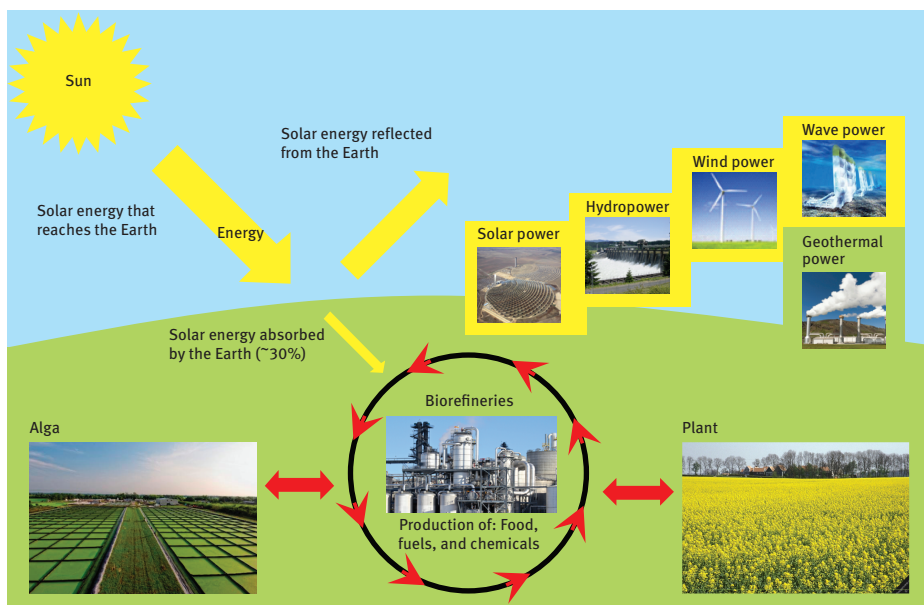 Sun
Solar energy reflected
from the Earth
Solar energy that
reaches the Earth
Energy
Wave power
Wind power
Hydropower
Solar power
Geothermal
power
Solar energy absorbed
by the Earth (~30%)
Biorefineries
Alga
Plant
Production of: Food,
fuels, and chemicals